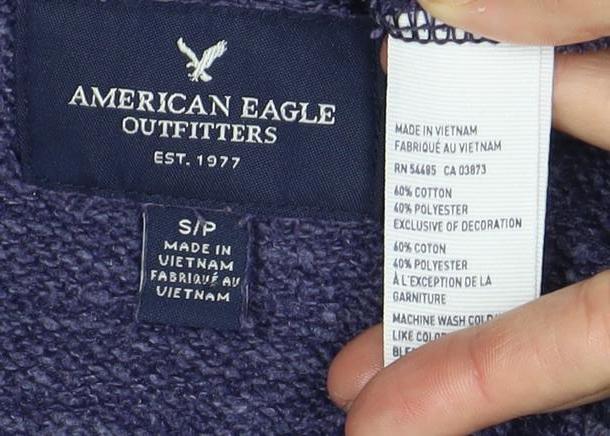 AMERICAN EAGLE
OUTFITTERS
EST. 1977
S/P
MADE IN
VIETNAM
FABRIQUÉ AU
VIETNAM
MADE IN VIETNAM
FABRIQUÉ AU VIETNAM
RN 54485 CA 03873
60% COTTON
40% POLYESTER
EXCLUSIVE OF DECORATION
60% COTON
40% POLYESTER
À L'EXCEPTION DE LA
GARNITURE
MACHINE WASH COLD
LIKE